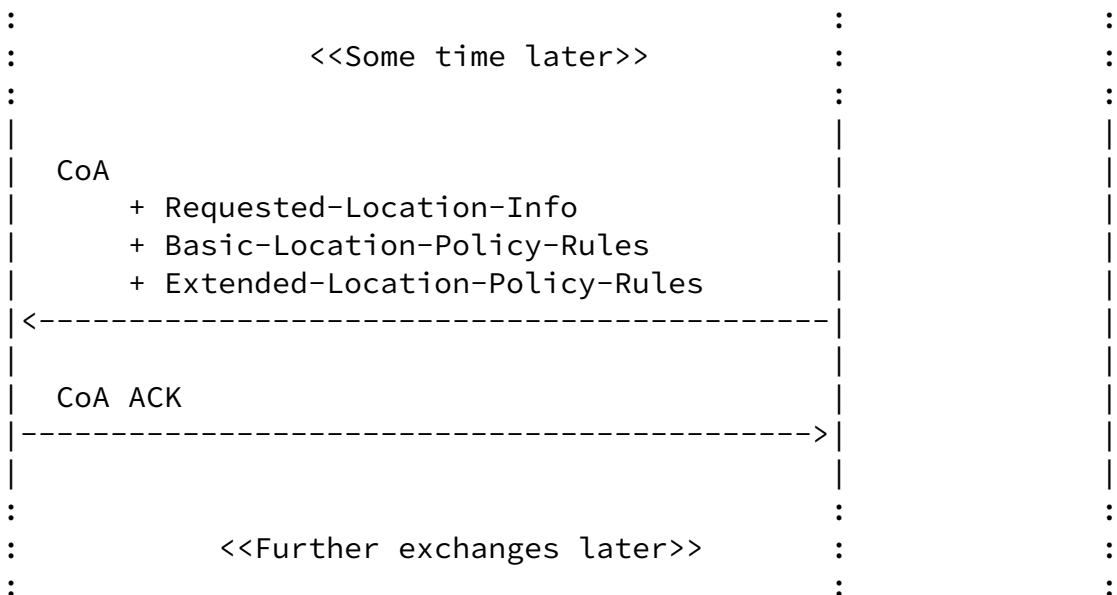 :                                             :              :
:                <<Some time later>>          :              :
:                                             :              :
|                                             |              |
|  CoA                                        |              |
|      + Requested-Location-Info              |              |
|      + Basic-Location-Policy-Rules          |              |
|      + Extended-Location-Policy-Rules       |              |
|<--------------------------------------------|              |
|                                             |              |
|  CoA ACK                                    |              |
|-------------------------------------------->|              |
|                                             |              |
:                                             :              :
:           <<Further exchanges later>>       :              :
:                                             :              :